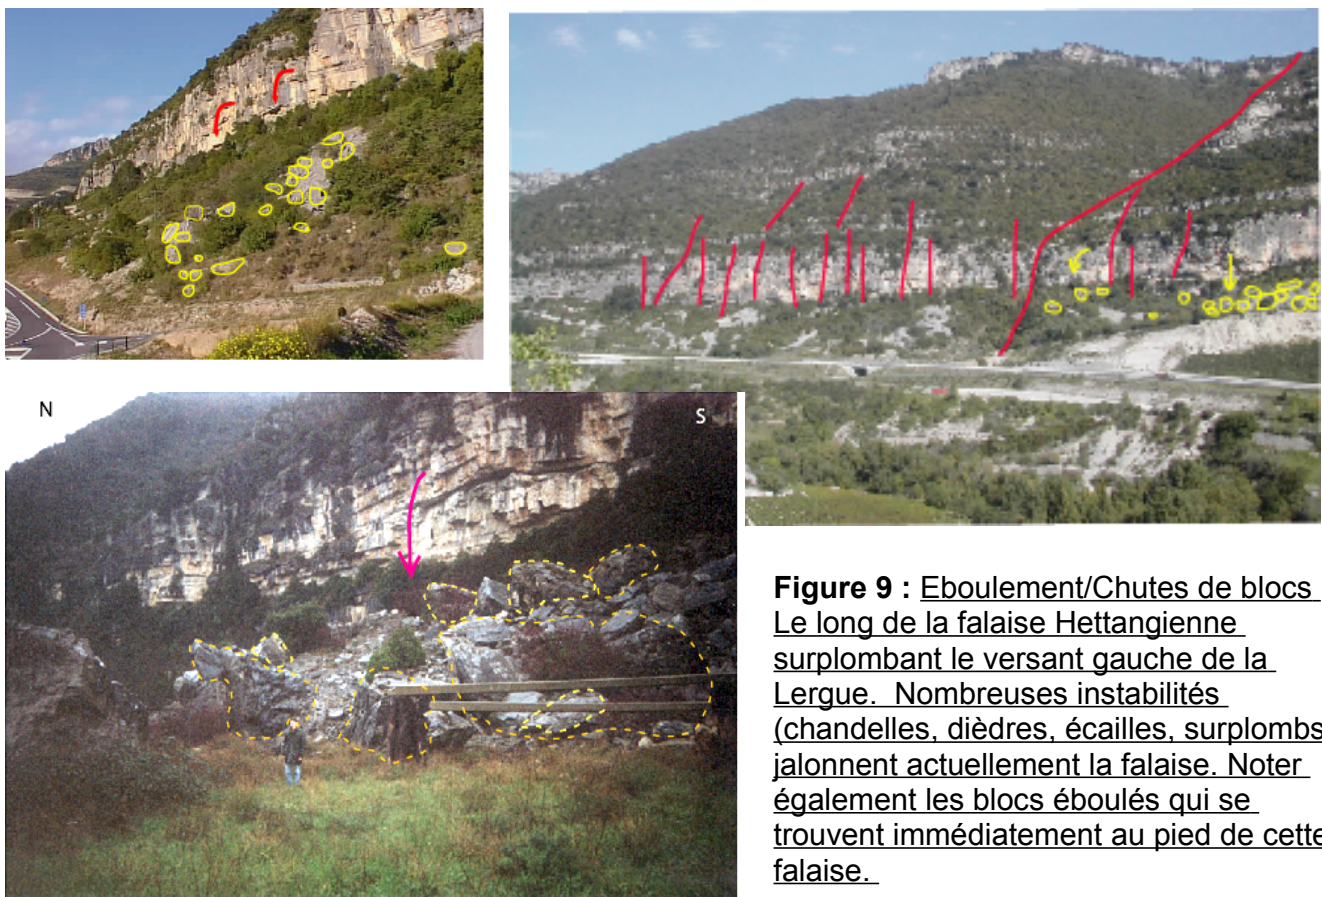 N
S
Figure 9 : Eboulement/Chutes de blocs
Le long de la falaise Hettangienne
surplombant le versant gauche de la
Lergue. Nombreuses instabilités
(chandelles, dièdres, écailles, surplombs
jalonnent actuellement la falaise. Noter
également les blocs éboulés qui se
trouvent immédiatement au pied de cette
falaise.